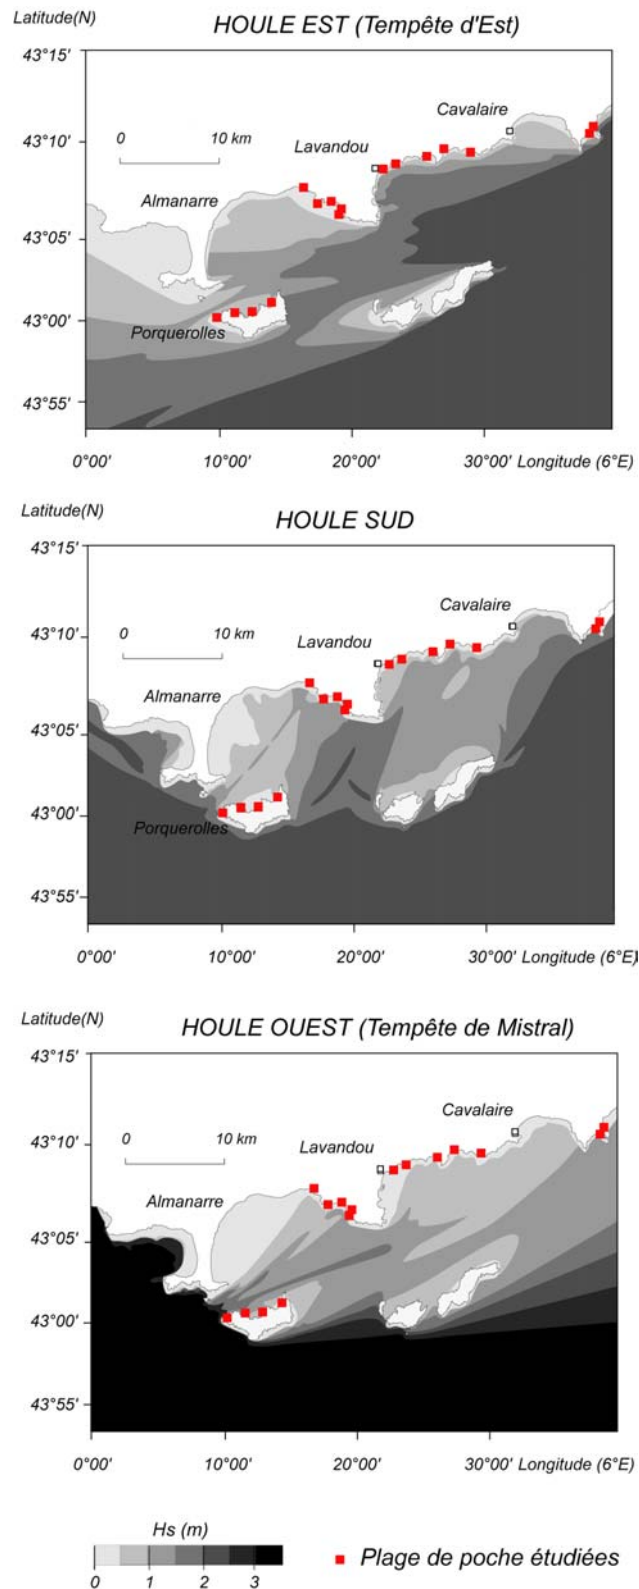 Latitude(N)
HOULE EST (Tempête d'Est)
43°15'
Cavalaire
0 10 km
43°10'
Lavandou
Almanarre
43°05'
43°00'
Porquerolles
43°55'
0°00' 10°00' 20°00' 30°00' Longitude (6°E)
Latitude(N)
HOULE SUD
43°15'
Cavalaire
0 10 km
43°10'
Lavandou
Almanarre
43°05'
43°00'
Porquerolles
43°55'
0°00' 10°00' 20°00' 30°00' Longitude (6°E)
Latitude(N)
HOULE OUEST (Tempête de Mistral)
43°15'
Cavalaire
0 10 km
43°10'
Lavandou
Almanarre
43°05'
43°00'
43°55'
0°00' 10°00' 20°00' 30°00' Longitude (6°E)
Hs (m)
0 1 2 3
Plage de poche étudiées